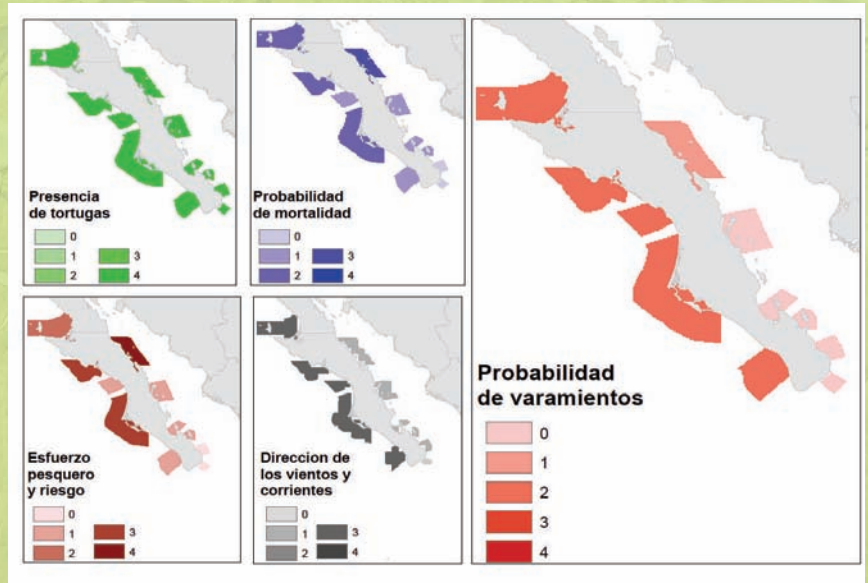 Presencia
de tortugas
0
1 3
2 4
Probabilidad
de mortalidad
0
1 3
2 4
Esfuerzo
pesquero
y riesgo
0
1 3
2 4
Direccion de
los vientos y
corrientes
0
1 3
2 4
Probabilidad
de varamientos
0
1
2
3
4